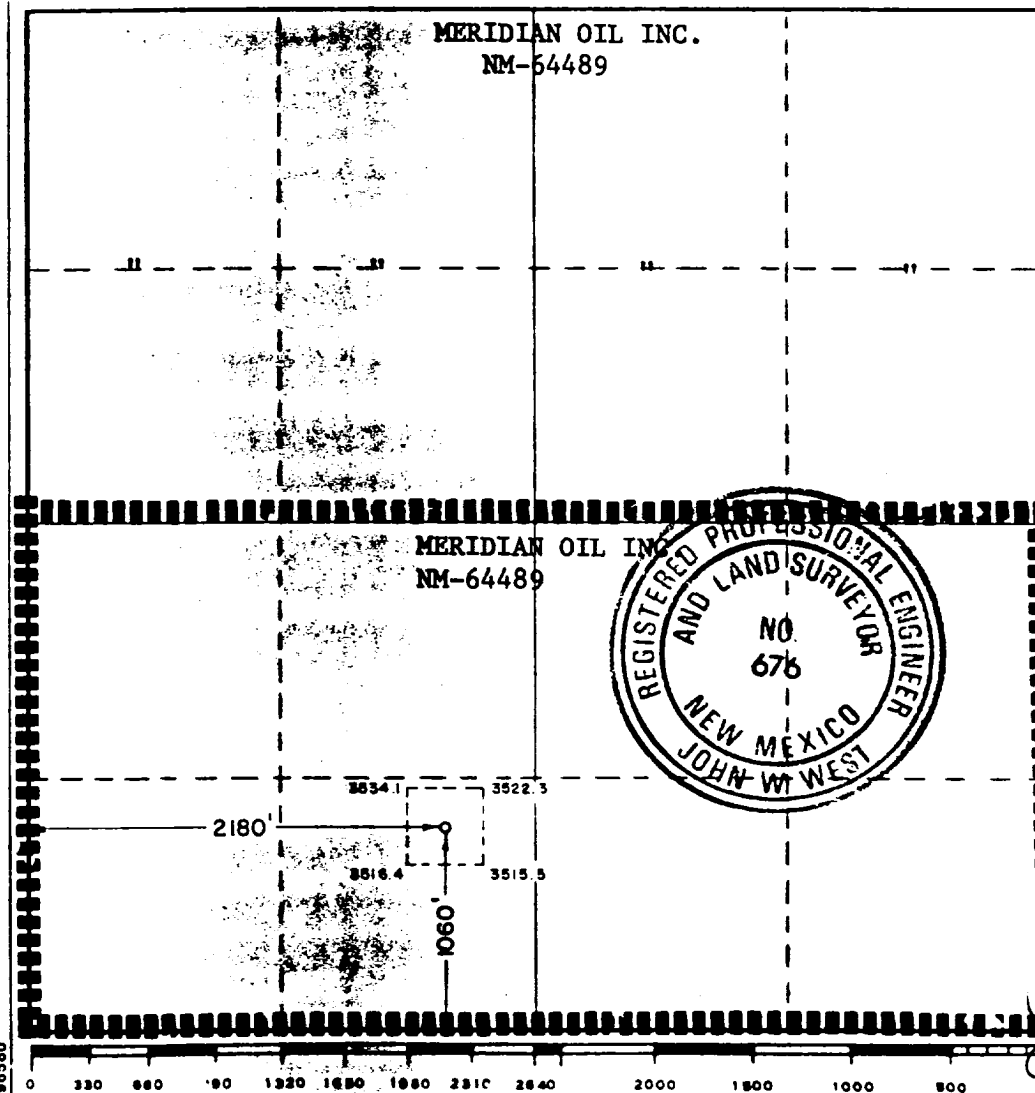 MERIDIAN OIL INC.
NM-64489
MERIDIAN OIL INC
NM-64489
REGISTERED PROFESSIONAL ENGINEER
AND LAND SURVEYOR
NO.
676
NEW MEXICO
JOHN W WEST
3534.1 3522.3
2180'
3516.4 3515.5
1060'
0 330 660 '90 1320 1650 1980 2310 2640 2000 1500 1000 500